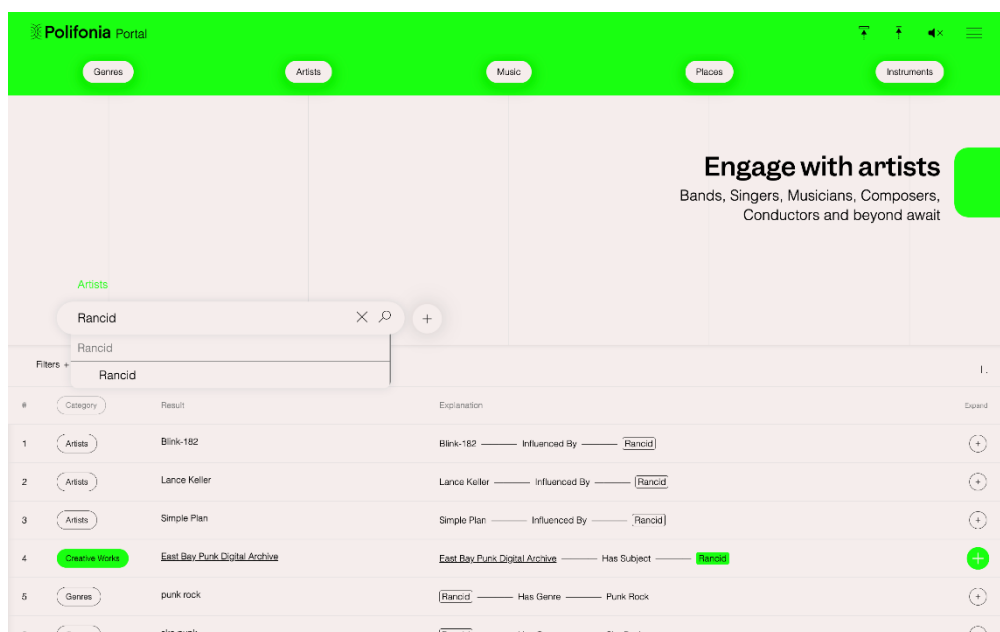 Polifonia Portal
Genres Artists Music Places Instruments
Engage with artists
Bands, Singers, Musicians, Composers,
Conductors and beyond await
Artists
Rancid
Rancid
Filters +
Rancid
# Category Result Explanation Expand
1 Artists Blink-182 Blink-182 Influenced By Rancid
2 Artists Lance Keller Lance Keller Influenced By Rancid
3 Artists Simple Plan Simple Plan Influenced By Rancid
4 Creative Works East Bay Punk Digital Archive East Bay Punk Digital Archive Has Subject Rancid
5 Genres punk rock Rancid Has Genre Punk Rock